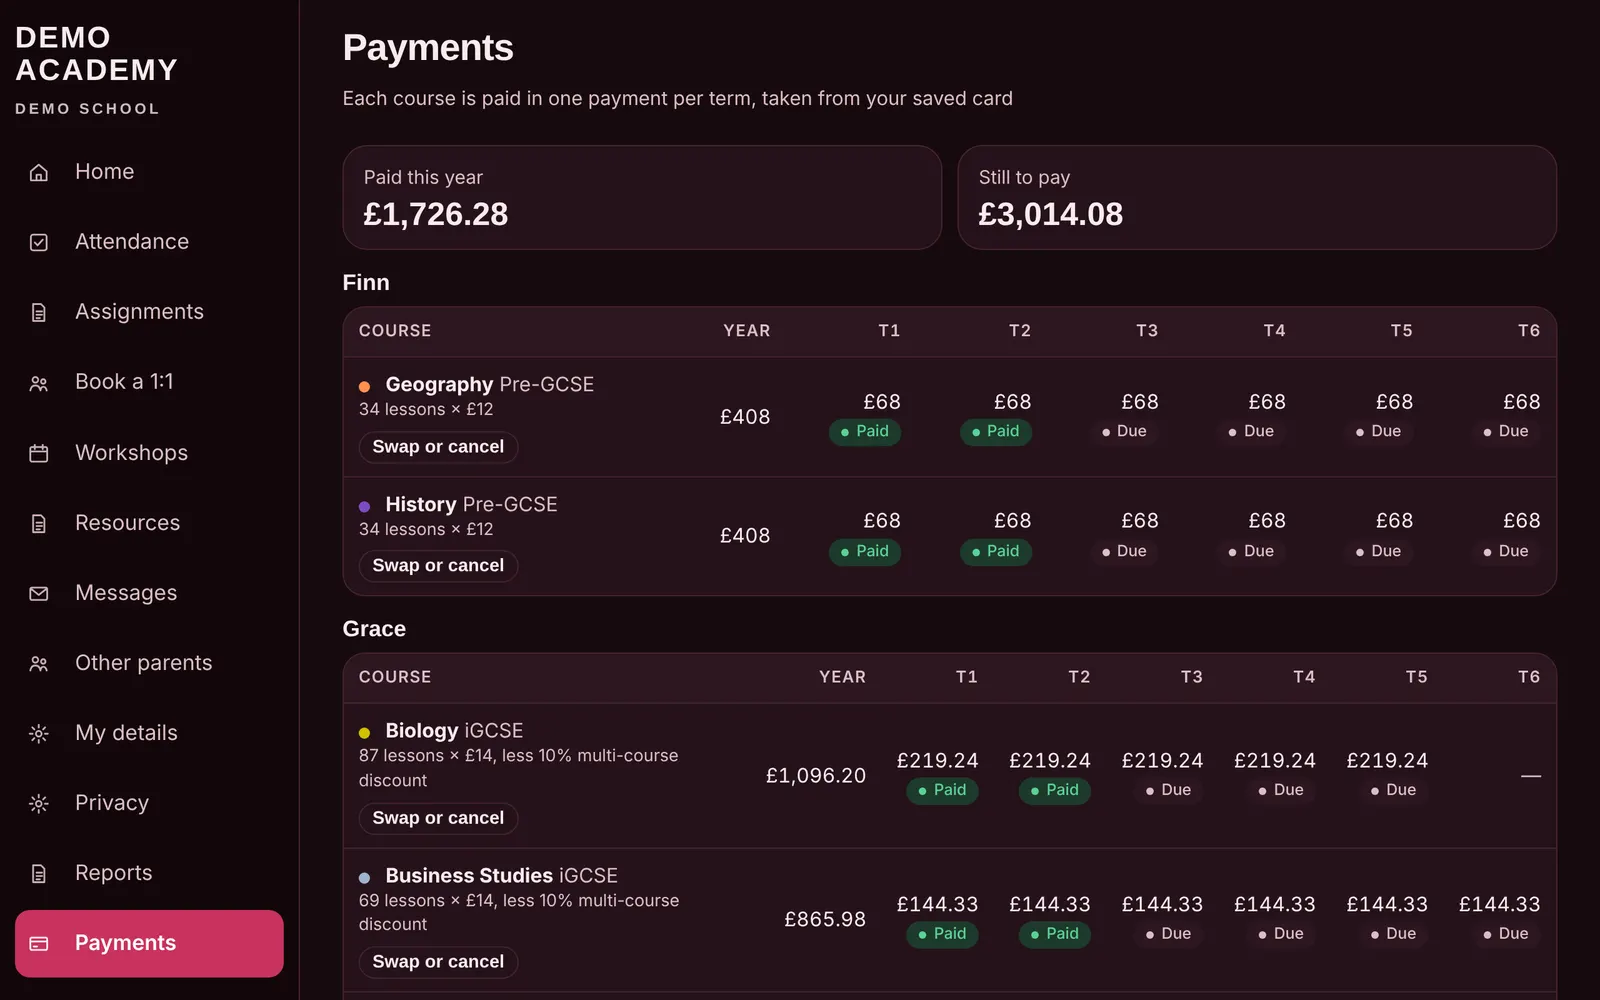 DEMO
ACADEMY
DEMO SCHOOL
Home
Attendance
Assignments
Book a 1:1
Workshops
Resources
Messages
Other parents
My details
Privacy
Reports
Payments
Payments
Each course is paid in one payment per term, taken from your saved card
Paid this year
£1,726.28
Still to pay
£3,014.08
Finn
COURSE YEAR T1 T2 T3 T4 T5 T6
Geography Pre-GCSE
34 lessons × £12
Swap or cancel
£408
£68 £68 £68 £68 £68 £68
Paid Paid Due Due Due Due
History Pre-GCSE
34 lessons × £12
Swap or cancel
£408
£68 £68 £68 £68 £68 £68
Paid Paid Due Due Due Due
Grace
COURSE YEAR T1 T2 T3 T4 T5 T6
Biology iGCSE
87 lessons × £14, less 10% multi-course
discount
Swap or cancel
£1,096.20
£219.24 £219.24 £219.24 £219.24 £219.24 —
Paid Paid Due Due Due
Business Studies iGCSE
69 lessons × £14, less 10% multi-course
discount
Swap or cancel
£865.98
£144.33 £144.33 £144.33 £144.33 £144.33 £144.33
Paid Paid Due Due Due Due